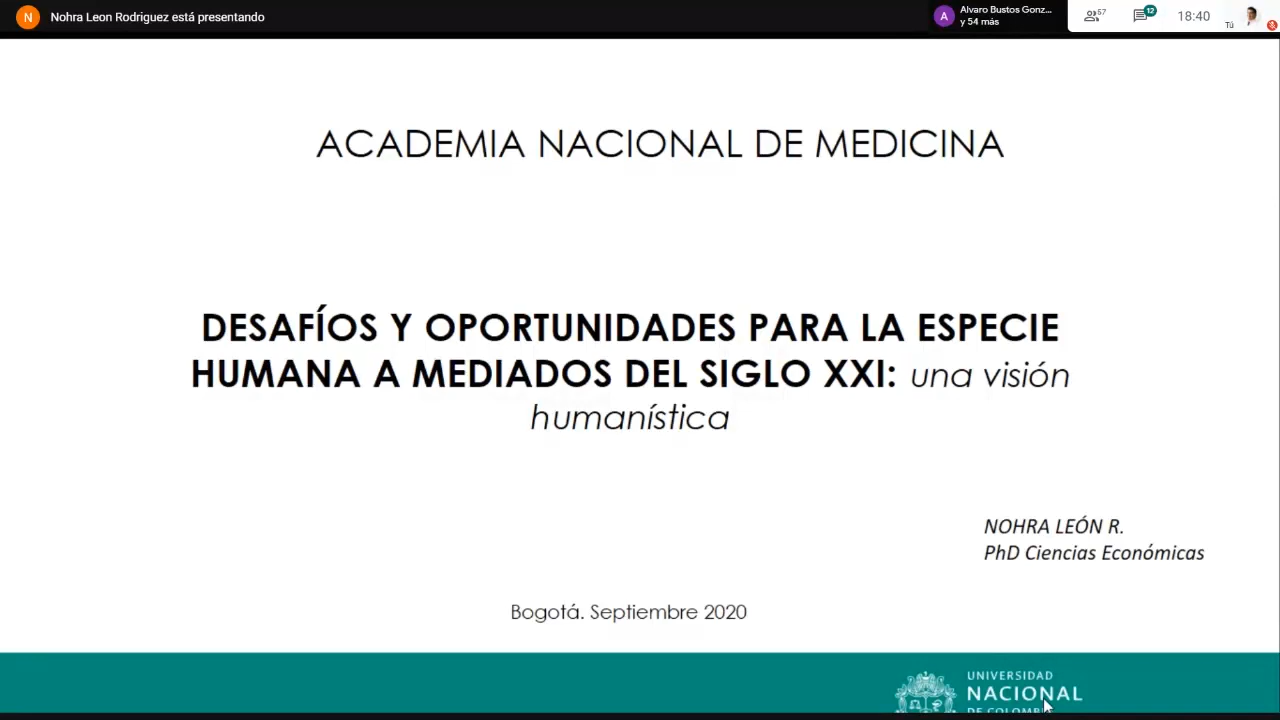 N Nohra Leon Rodriguez está presentando
A Alvaro Bustos Gonz...
y 54 más
57
12
18:40
Tú
ACADEMIA NACIONAL DE MEDICINA
DESAFÍOS Y OPORTUNIDADES PARA LA ESPECIE
HUMANA A MEDIADOS DEL SIGLO XXI: una visión
humanística
NOHRA LEÓN R.
PhD Ciencias Económicas
Bogotá. Septiembre 2020
UNIVERSIDAD
NACIONAL
DE COLOMBIA